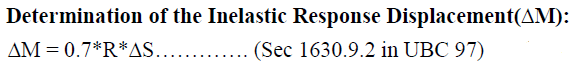 Determination of the Inelastic Response Displacement(ΔM):
ΔM = 0.7*R*ΔS…………. (Sec 1630.9.2 in UBC 97)